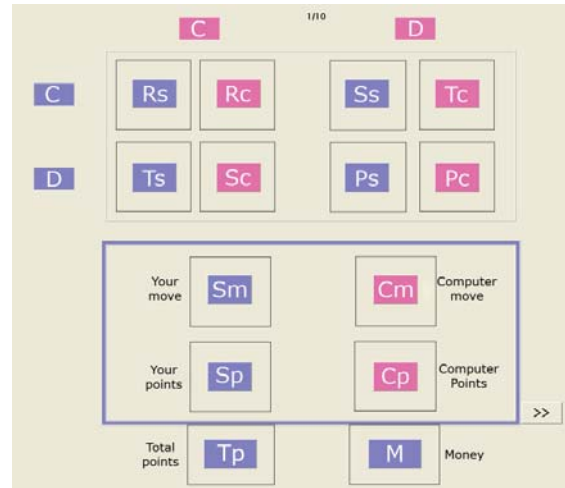 1/10
C D
C Rs Rc Ss Tc
D Ts Sc Ps Pc
Your
move
Sm
Cm
Computer
move
Your
points
Sp
Cp
Computer
Points
>>
Total
points
Tp
M
Money